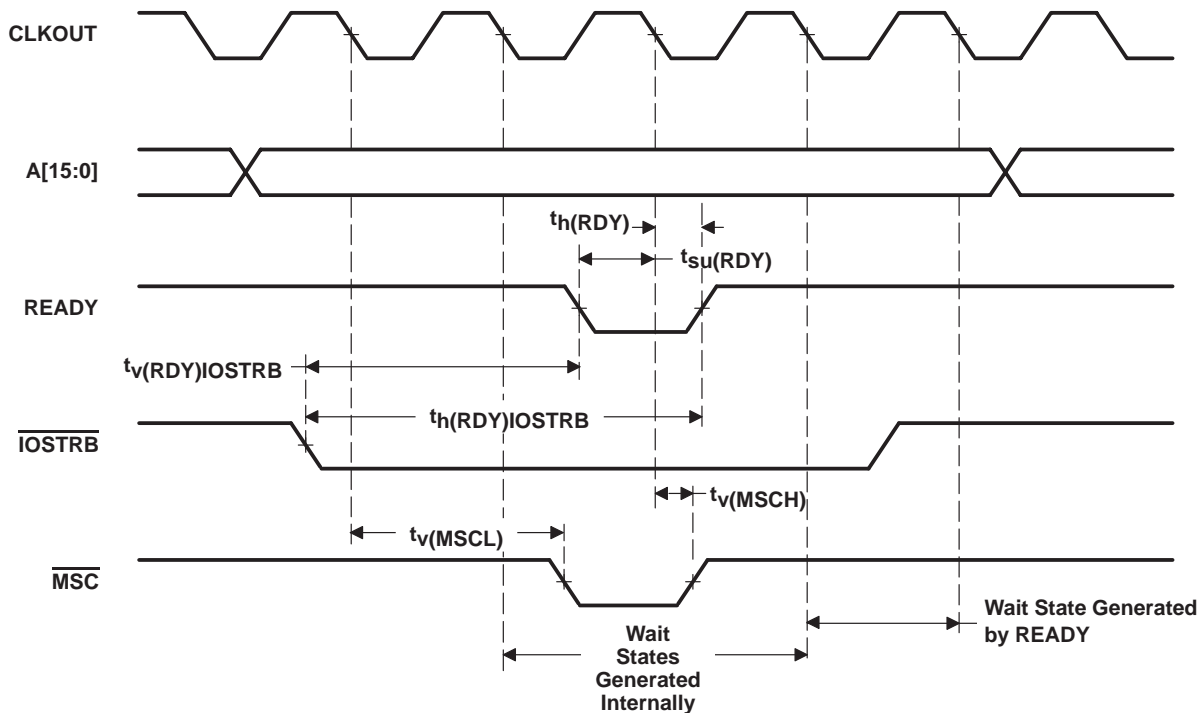 CLKOUT
A[15:0]
th(RDY)
tsu(RDY)
READY
tv(RDY)IOSTRB
th(RDY)IOSTRB
IOSTRB
tv(MSCH)
tv(MSCL)
MSC
Wait State Generated
by READY
Wait
States
Generated
Internally